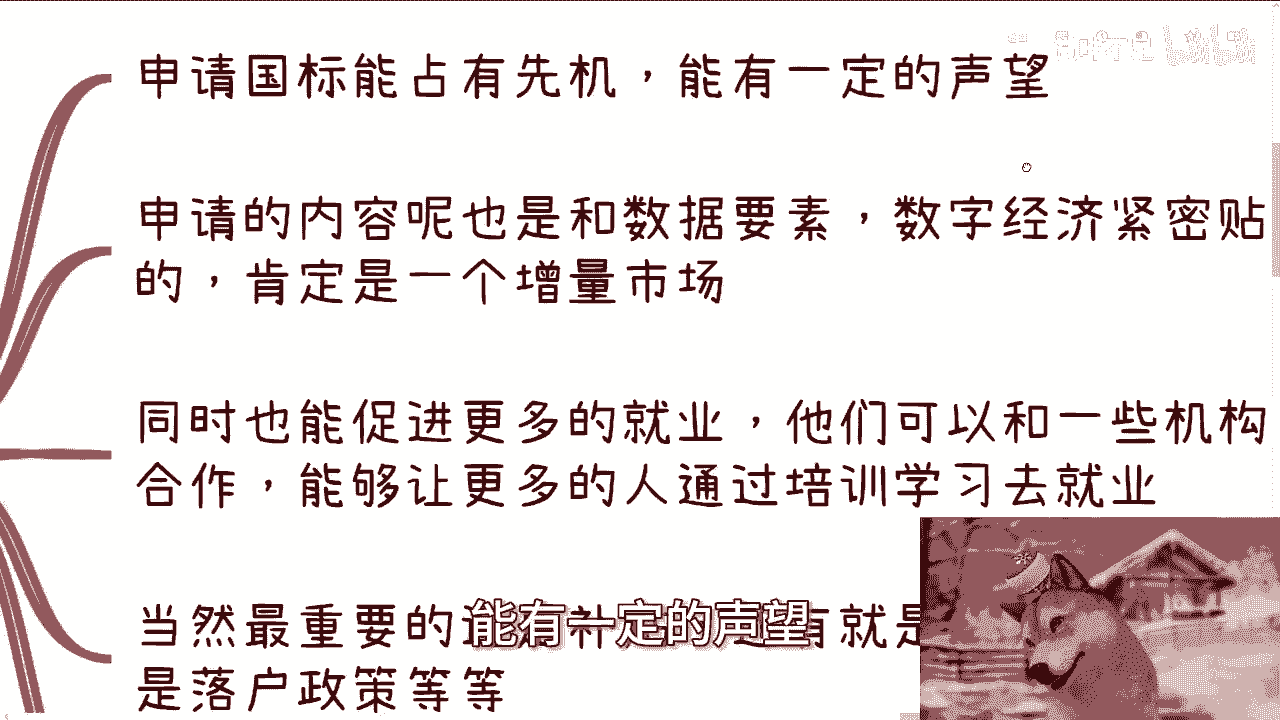 申请国标能占有先机，能有一定的声望
申请的内容呢也是和数据要素，数字经济紧密贴
的，肯定是一个增量市场
同时也能促进更多的就业，他们可以和一些机构
合作，能够让更多的人通过培训学习去就业
当然最重要的
能有一定的声望
有就是
是落户政策等等